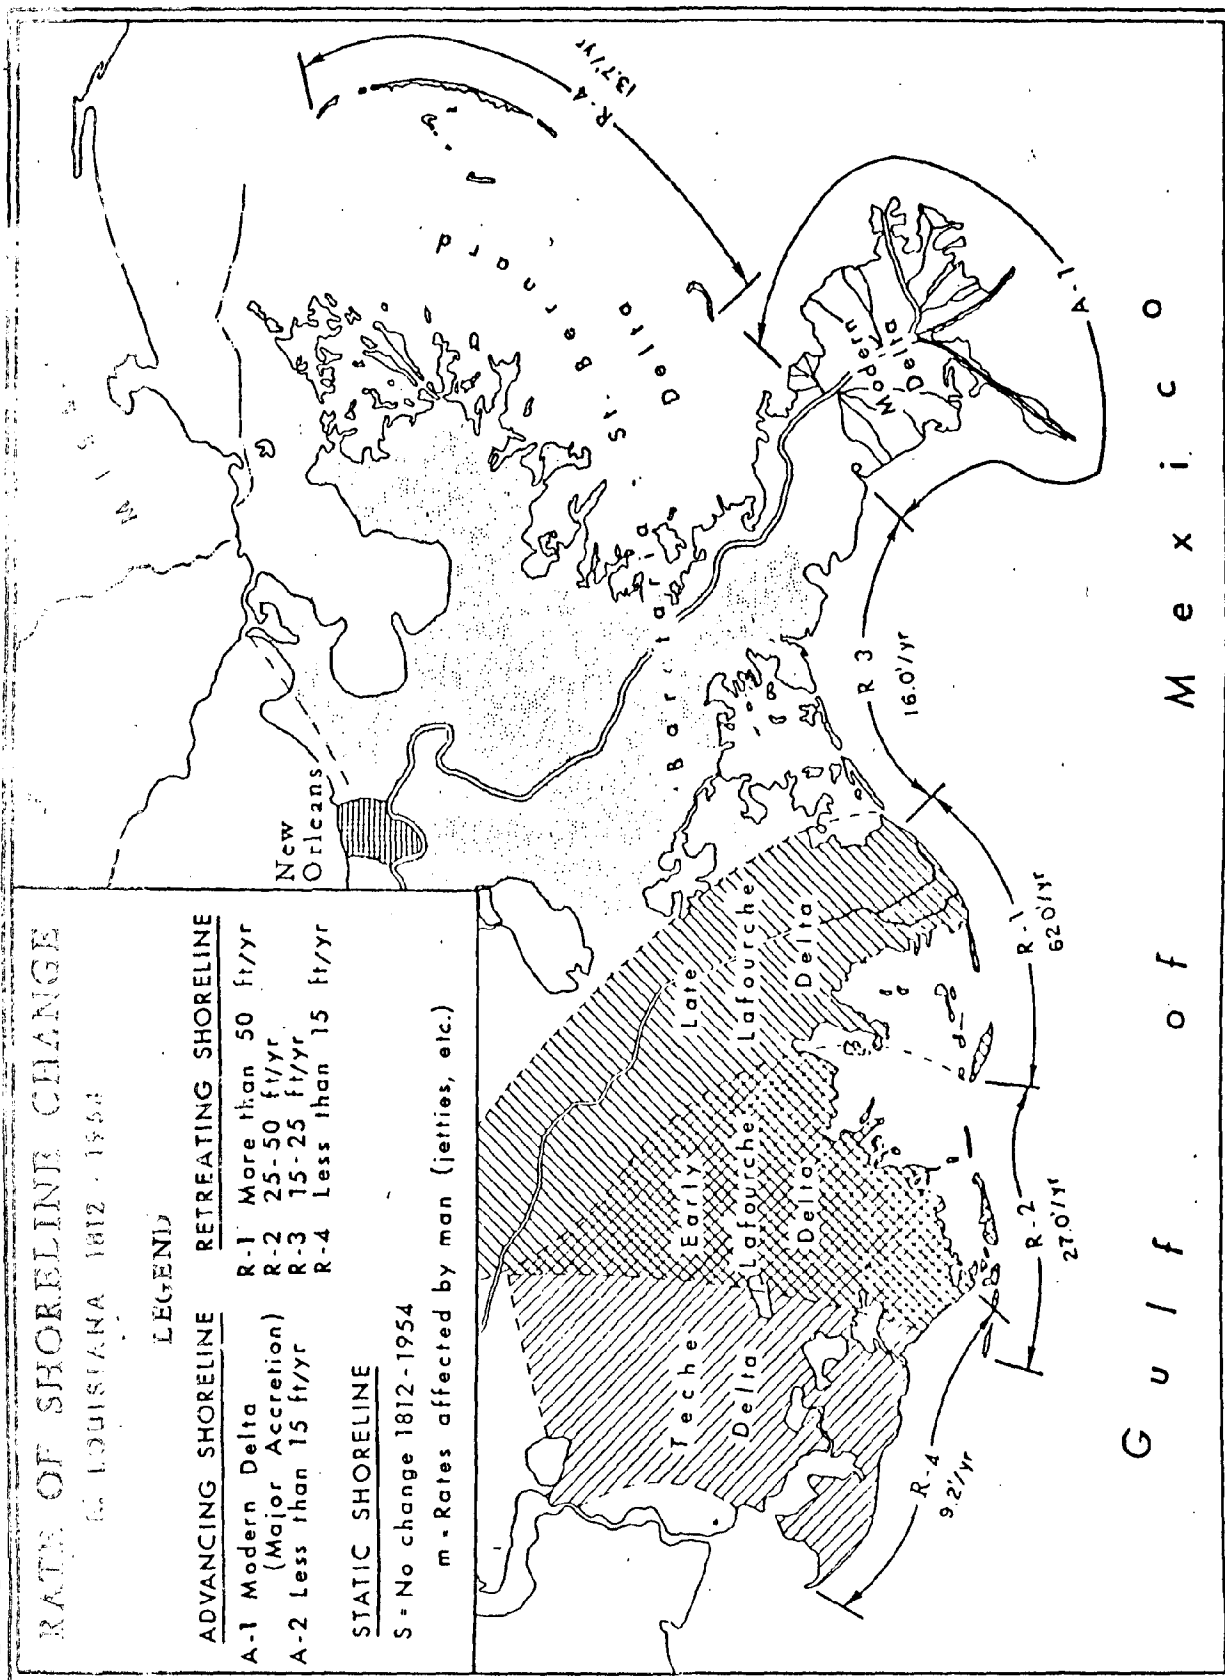 RATE OF SHORELINE CHANGE
LOUISIANA 1812 - 1954
LEGEND
ADVANCING SHORELINE
A-1 Modern Delta
(Major Accretion)
A-2 Less than 15 ft/yr
RETREATING SHORELINE
R-1 More than 50 ft/yr
R-2 25-50 ft/yr
R-3 15-25 ft/yr
R-4 Less than 15 ft/yr
STATIC SHORELINE
S = No change 1812-1954
m - Rates affected by man (jetties, etc.)
MISS
New
Orleans
St. Bernard
Delta
Barataria
Modern
Delta
Teche
Delta
Early
Lafourche
Delta
Late
Lafourche
Delta
R-4
9.2'/yr
R-2
27.0'/yr
R-1
62.0'/yr
R 3
16.0'/yr
A-1
R-4
13.7'/yr
Gulf of Mexico